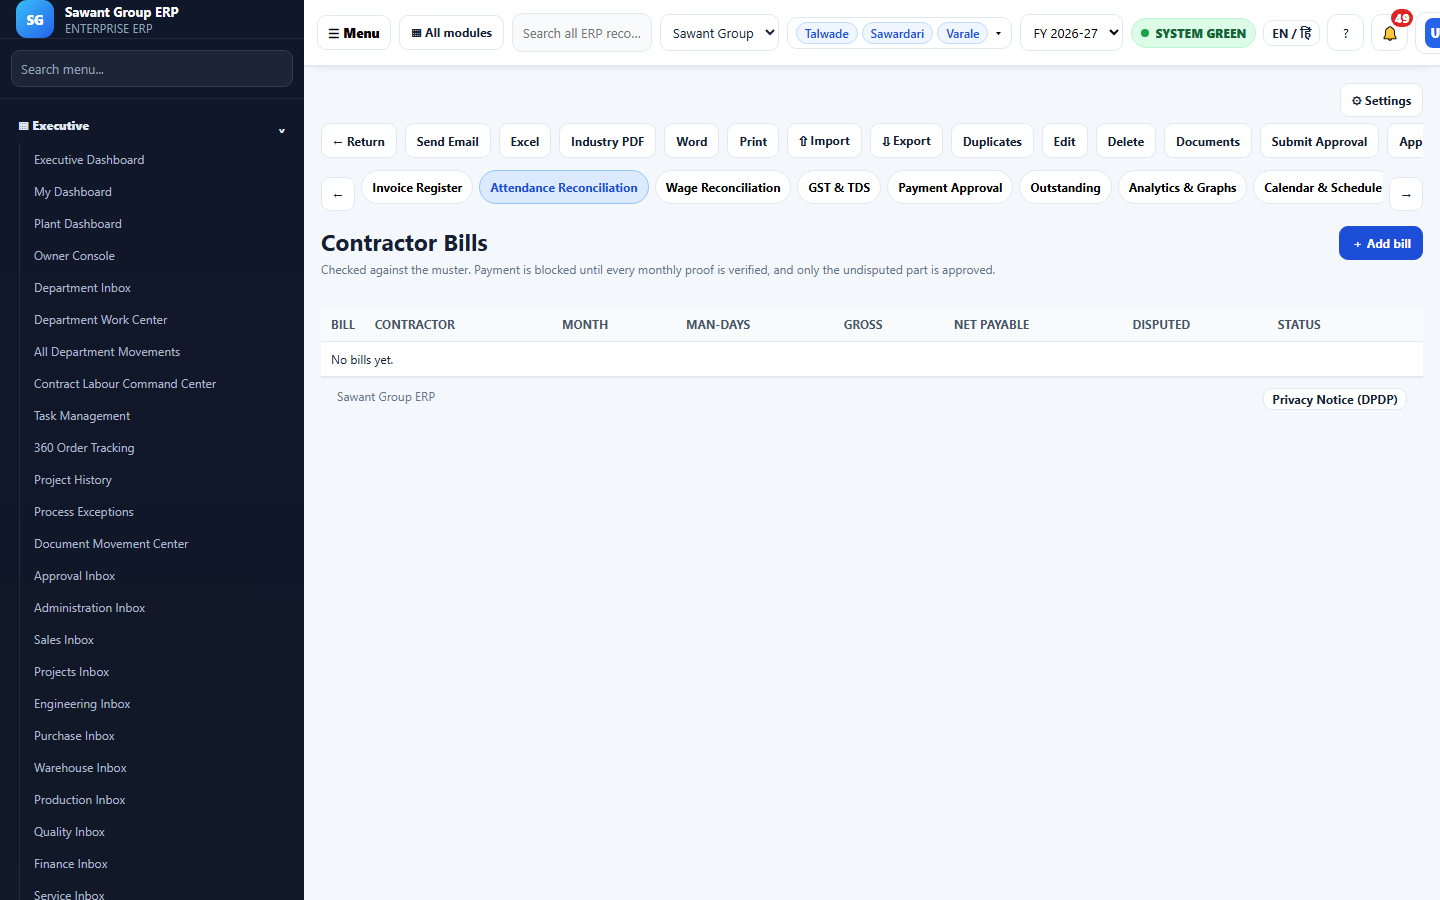 SG
Sawant Group ERP
ENTERPRISE ERP
Search menu...
Executive
Executive Dashboard
My Dashboard
Plant Dashboard
Owner Console
Department Inbox
Department Work Center
All Department Movements
Contract Labour Command Center
Task Management
360 Order Tracking
Project History
Process Exceptions
Document Movement Center
Approval Inbox
Administration Inbox
Sales Inbox
Projects Inbox
Engineering Inbox
Purchase Inbox
Warehouse Inbox
Production Inbox
Quality Inbox
Finance Inbox
Service Inbox
☰ Menu
All modules
Search all ERP reco...
Sawant Group
Talwade Sawardari Varale
FY 2026-27
SYSTEM GREEN
EN / हिं
?
49
U
⚙ Settings
← Return
Send Email
Excel
Industry PDF
Word
Print
⇧ Import
⇩ Export
Duplicates
Edit
Delete
Documents
Submit Approval
App
←
Invoice Register
Attendance Reconciliation
Wage Reconciliation
GST & TDS
Payment Approval
Outstanding
Analytics & Graphs
Calendar & Schedule
→
Contractor Bills
+ Add bill
Checked against the muster. Payment is blocked until every monthly proof is verified, and only the undisputed part is approved.
BILL CONTRACTOR MONTH MAN-DAYS GROSS NET PAYABLE DISPUTED STATUS
No bills yet.
Sawant Group ERP
Privacy Notice (DPDP)